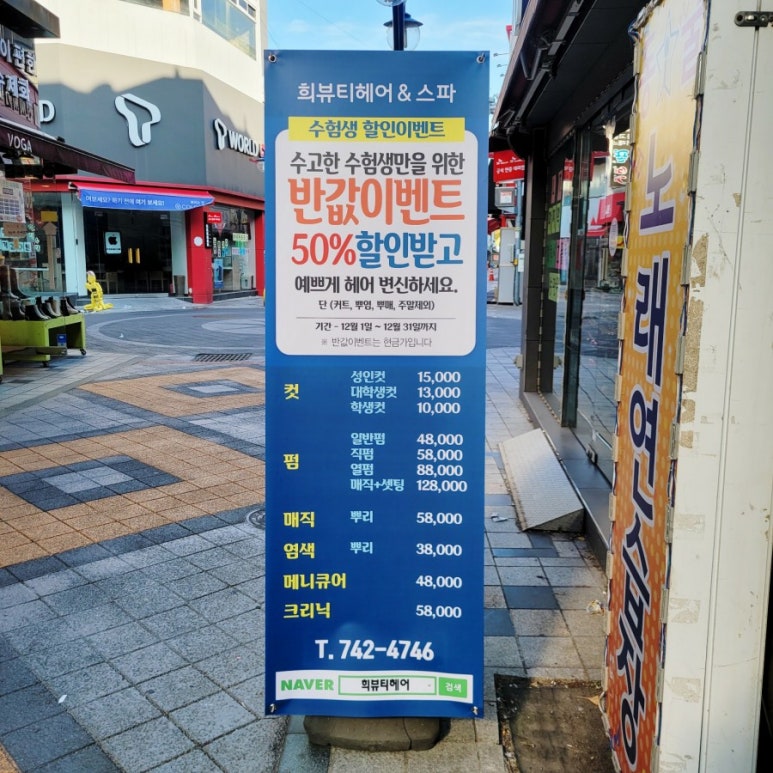 희뷰티헤어 & 스파
수험생 할인이벤트
수고한 수험생만을 위한
반값이벤트
50%할인받고
예쁘게 헤어 변신하세요.
단 (커트, 뿌염, 뿌매, 주말제외)
기간 - 12월 1일 ~ 12월 31일까지
※ 반값이벤트는 현금가입니다
컷
성인컷 15,000
대학생컷 13,000
학생컷 10,000
펌
일반펌 48,000
직펌 58,000
열펌 88,000
매직+셋팅 128,000
매직 뿌리 58,000
염색 뿌리 38,000
메니큐어 48,000
크리닉 58,000
T. 742-4746
NAVER 희뷰티헤어 검색
T
WORLD
YOGA
노래연습장